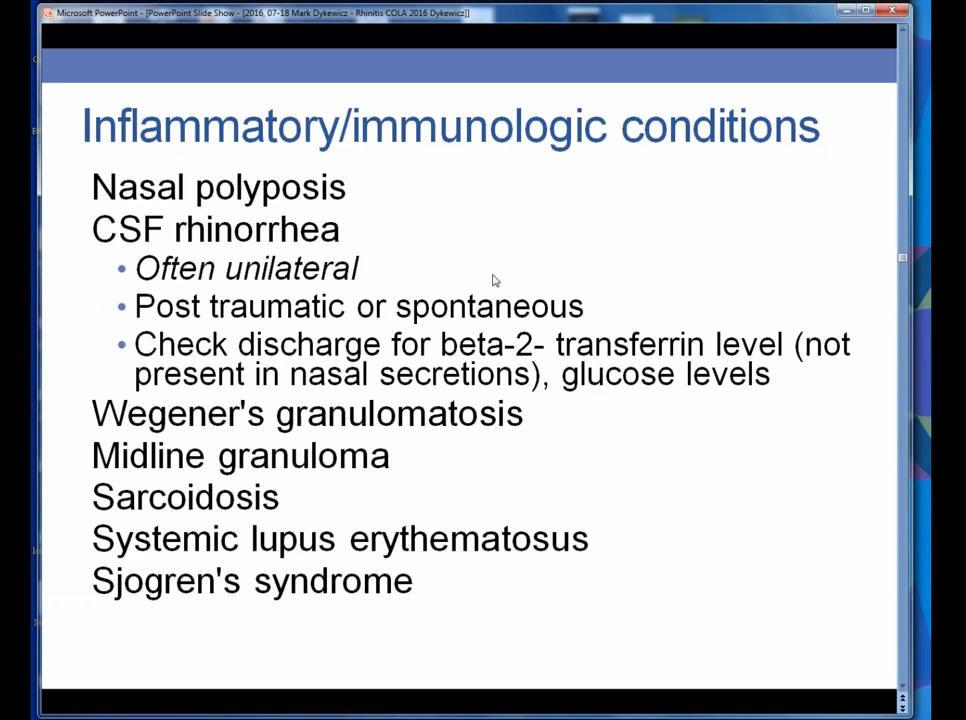 Microsoft PowerPoint - [PowerPoint Slide Show - [2016, 07-18 Mark Dykewicz - Rhinitis COLA 2016 Dykewicz]]
Inflammatory/immunologic conditions
Nasal polyposis
CSF rhinorrhea
• Often unilateral
• Post traumatic or spontaneous
• Check discharge for beta-2- transferrin level (not
present in nasal secretions), glucose levels
Wegener's granulomatosis
Midline granuloma
Sarcoidosis
Systemic lupus erythematosus
Sjogren's syndrome